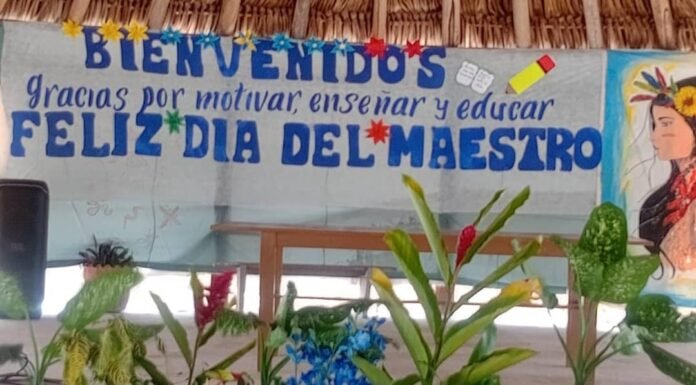 BIENVENIDOS
gracias por motivar, enseñar y educar
FELIZ DIA DEL MAESTRO